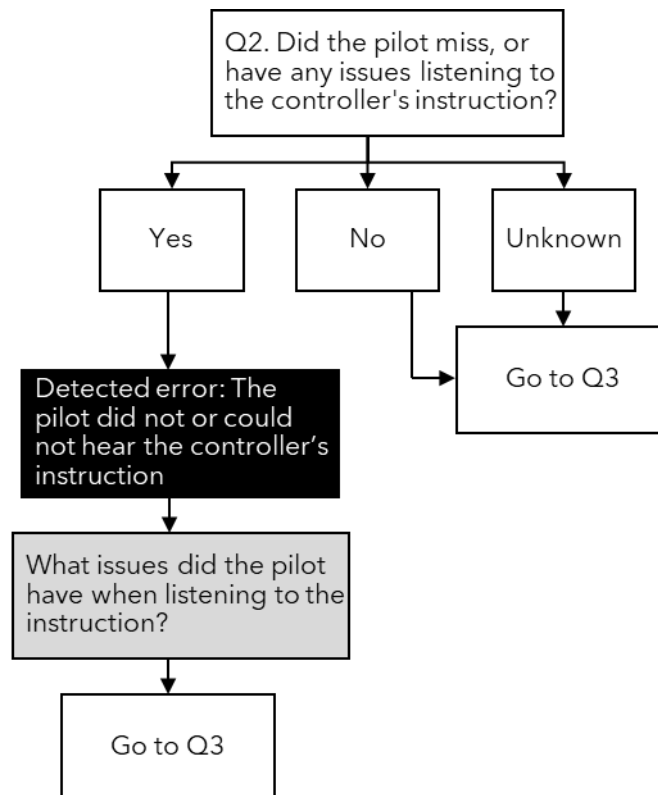 Q2. Did the pilot miss, or
have any issues listening to
the controller's instruction?
Yes
No
Unknown
Go to Q3
Detected error: The
pilot did not or could
not hear the controller’s
instruction
What issues did the pilot
have when listening to the
instruction?
Go to Q3